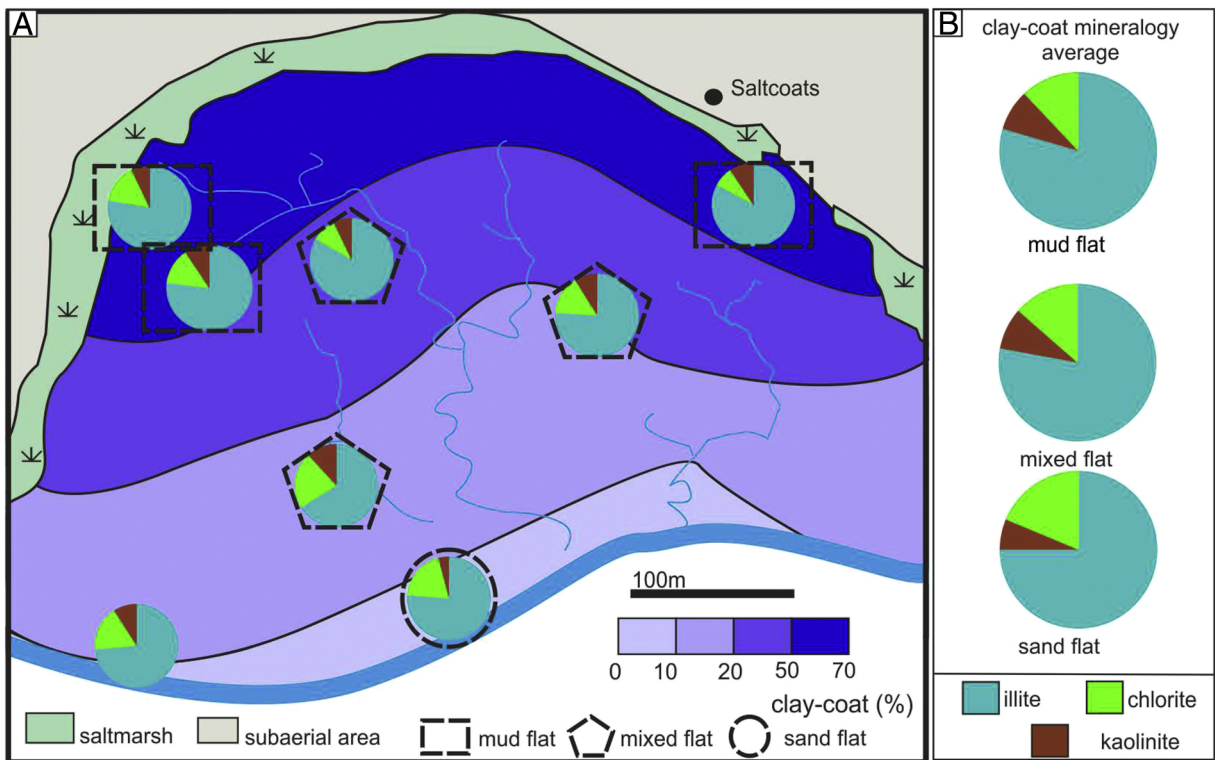 A
Saltcoats
100m
0 10 20 50 70
clay-coat (%)
saltmarsh
subaerial area
mud flat
mixed flat
sand flat
B
clay-coat mineralogy
average
mud flat
mixed flat
sand flat
illite
chlorite
kaolinite